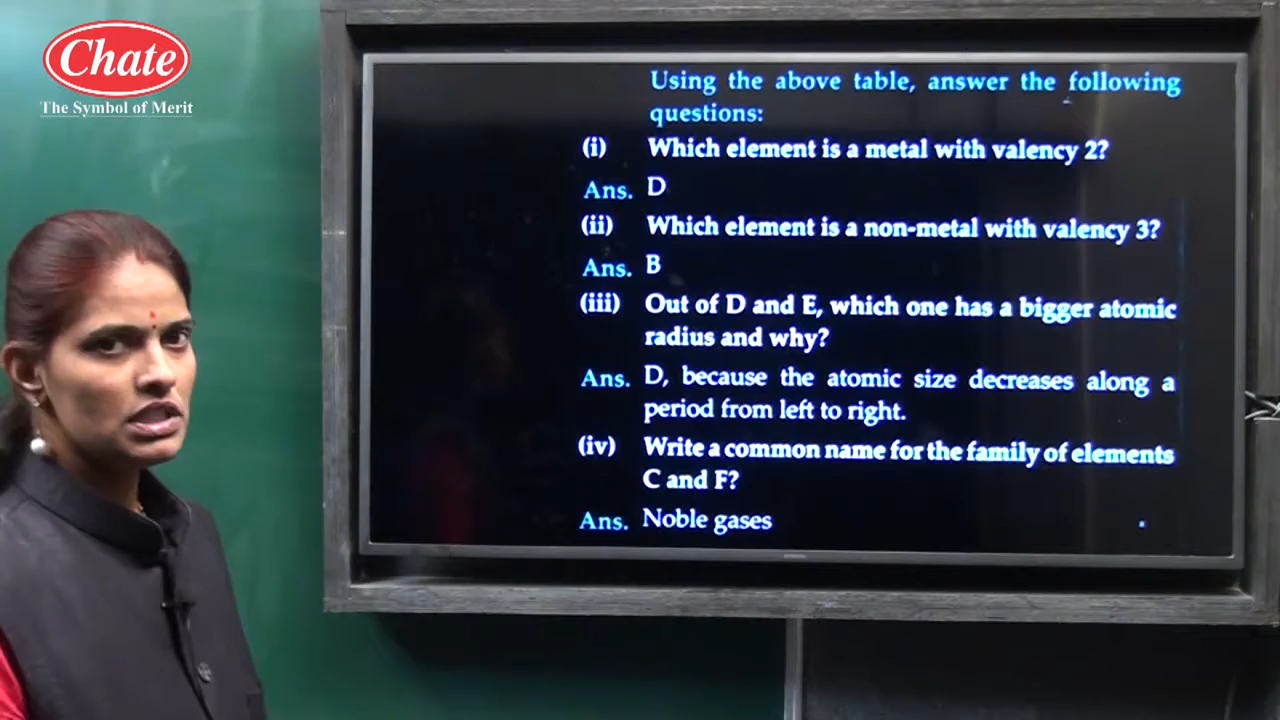 Chate
The Symbol of Merit
Using the above table, answer the following
questions:
(i) Which element is a metal with valency 2?
Ans. D
(ii) Which element is a non-metal with valency 3?
Ans. B
(iii) Out of D and E, which one has a bigger atomic
radius and why?
Ans. D, because the atomic size decreases along a
period from left to right.
(iv) Write a common name for the family of elements
C and F?
Ans. Noble gases